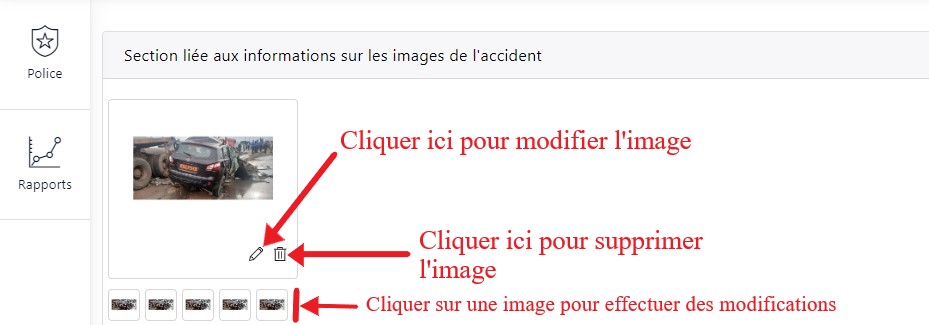 Section liée aux informations sur les images de l'accident
Police
Cliquer ici pour modifier l'image
Rapports
Cliquer ici pour supprimer
l'image
Cliquer sur une image pour effectuer des modifications